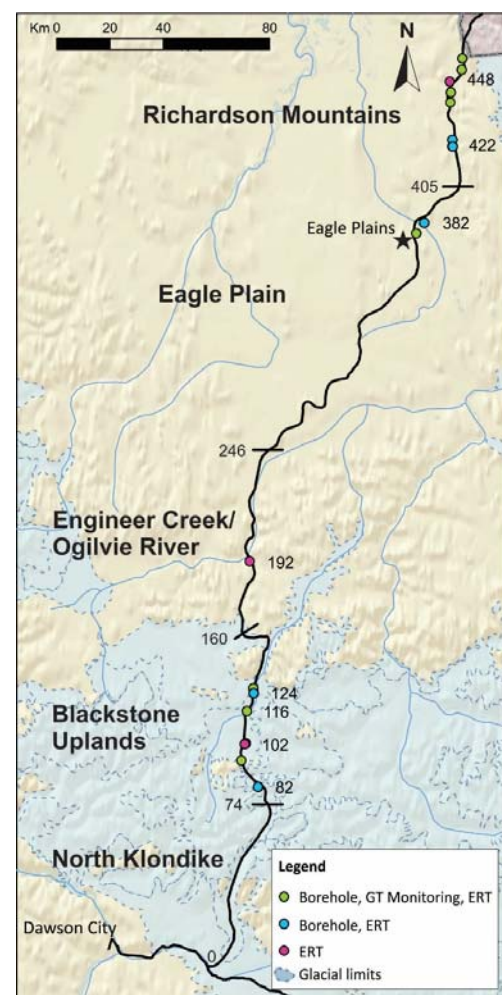 Km 0 20 40 80
N
448
Richardson Mountains
422
405
382
Eagle Plains
Eagle Plain
246
Engineer Creek/
Ogilvie River
192
160
124
Blackstone
116
Uplands
102
82
74
North Klondike
Legend
Borehole, GT Monitoring, ERT
Borehole, ERT
Dawson City
0
ERT
Glacial limits